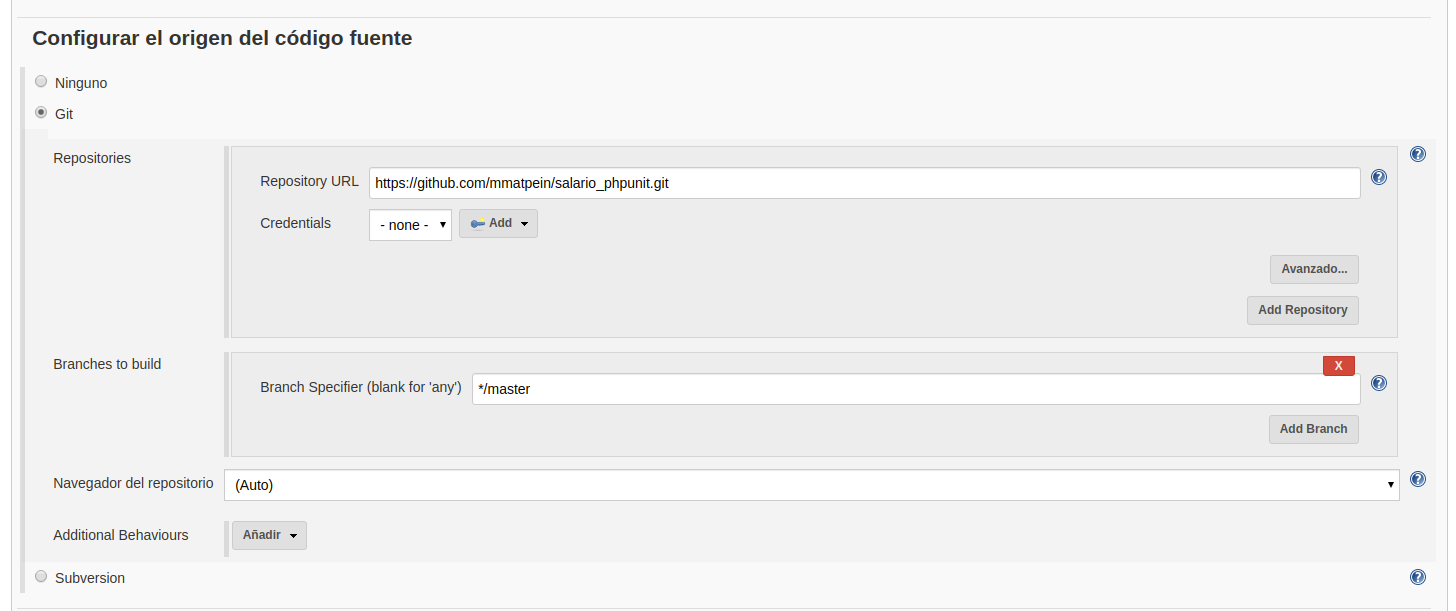 Configurar el origen del código fuente
Ninguno
Git
Repositories
Repository URL https://github.com/mmatpein/salario_phpunit.git
Credentials - none - Add
Avanzado...
Add Repository
Branches to build
X
Branch Specifier (blank for 'any') */master
Add Branch
Navegador del repositorio (Auto)
Additional Behaviours Añadir
Subversion